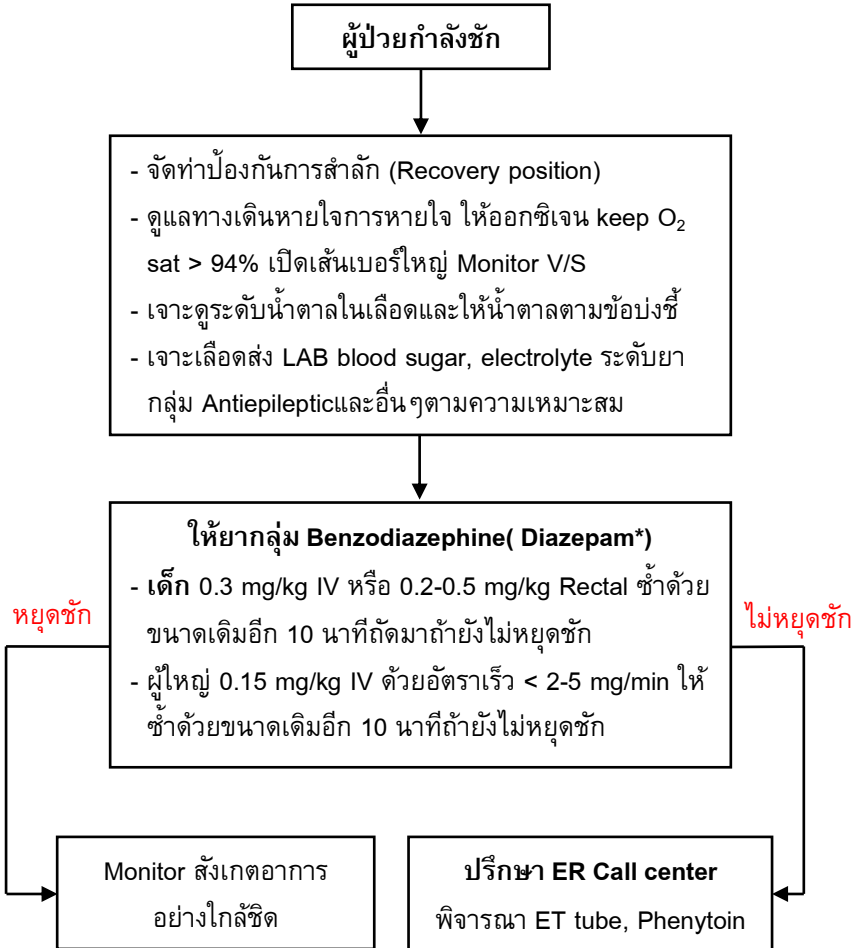 ผู้ป่วยกำลังชัก
- จัดท่าป้องกันการสำลัก (Recovery position)
- ดูแลทางเดินหายใจการหายใจ ให้ออกซิเจน keep O₂
sat > 94% เปิดเส้นเบอร์ใหญ่ Monitor V/S
- เจาะดูระดับน้ำตาลในเลือดและให้น้ำตาลตามข้อบ่งชี้
- เจาะเลือดส่ง LAB blood sugar, electrolyte ระดับยา
กลุ่ม Antiepilepticและอื่นๆตามความเหมาะสม
ให้ยากลุ่ม Benzodiazephine( Diazepam*)
- เด็ก 0.3 mg/kg IV หรือ 0.2-0.5 mg/kg Rectal ซ้ำด้วย
ขนาดเดิมอีก 10 นาทีถัดมาถ้ายังไม่หยุดชัก
- ผู้ใหญ่ 0.15 mg/kg IV ด้วยอัตราเร็ว < 2-5 mg/min ให้
ซ้ำด้วยขนาดเดิมอีก 10 นาทีถ้ายังไม่หยุดชัก
หยุดชัก
ไม่หยุดชัก
Monitor สังเกตอาการ
อย่างใกล้ชิด
ปรึกษา ER Call center
พิจารณา ET tube, Phenytoin